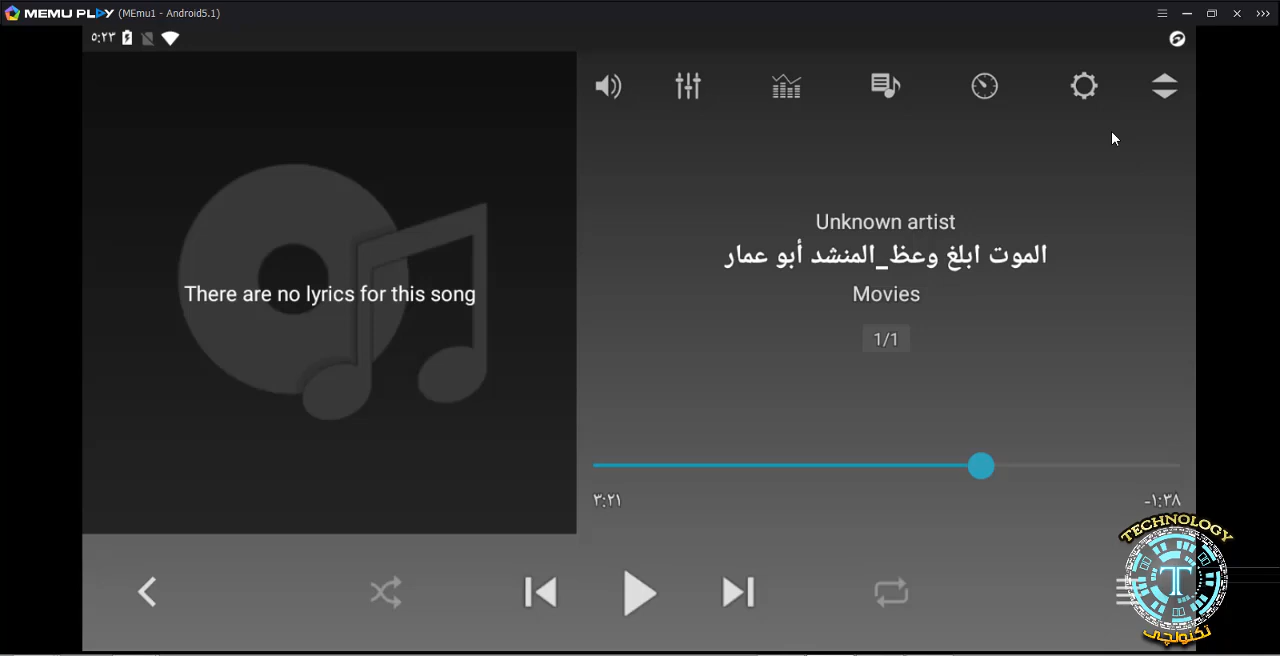 MEMU PLAY (MEmu1 - Android5.1)
٥:٢٣
There are no lyrics for this song
Unknown artist
الموت ابلغ وعظ_المنشد أبو عمار
Movies
1/1
٣:٢١
-١:٣٨
TECHNOLOGY
T
تكنولچى